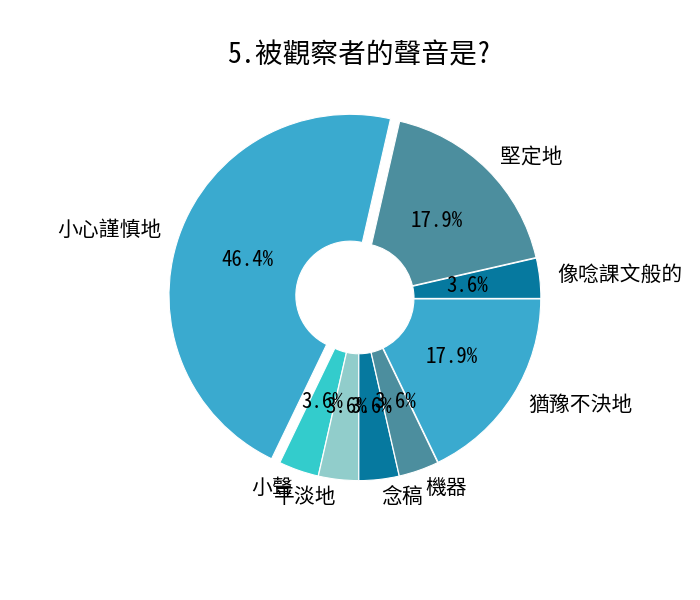 5.被觀察者的聲音是?
堅定地
17.9%
小心謹慎地
46.4%
像唸課文般的
3.6%
17.9%
猶豫不決地
3.6%
3.6%
3.6%
3.6%
小聲
平淡地
念稿
機器